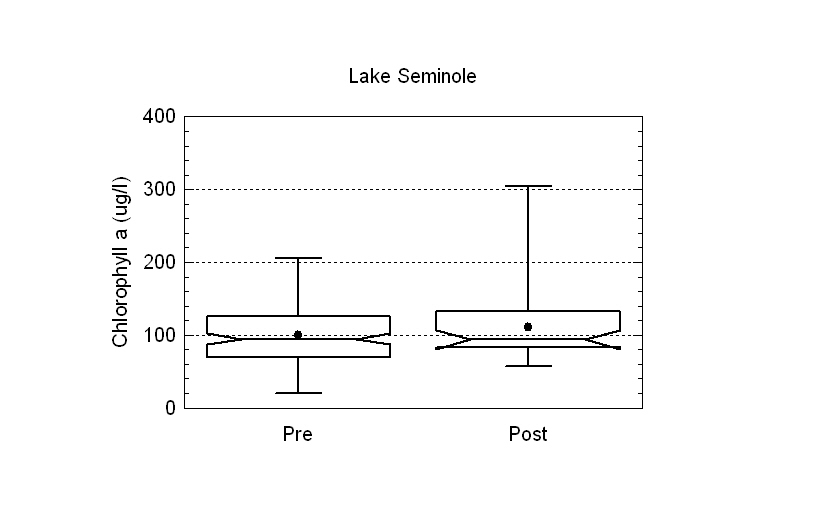 Lake Seminole
400
300
200
100
0
Chlorophyll a (ug/l)
Pre
Post